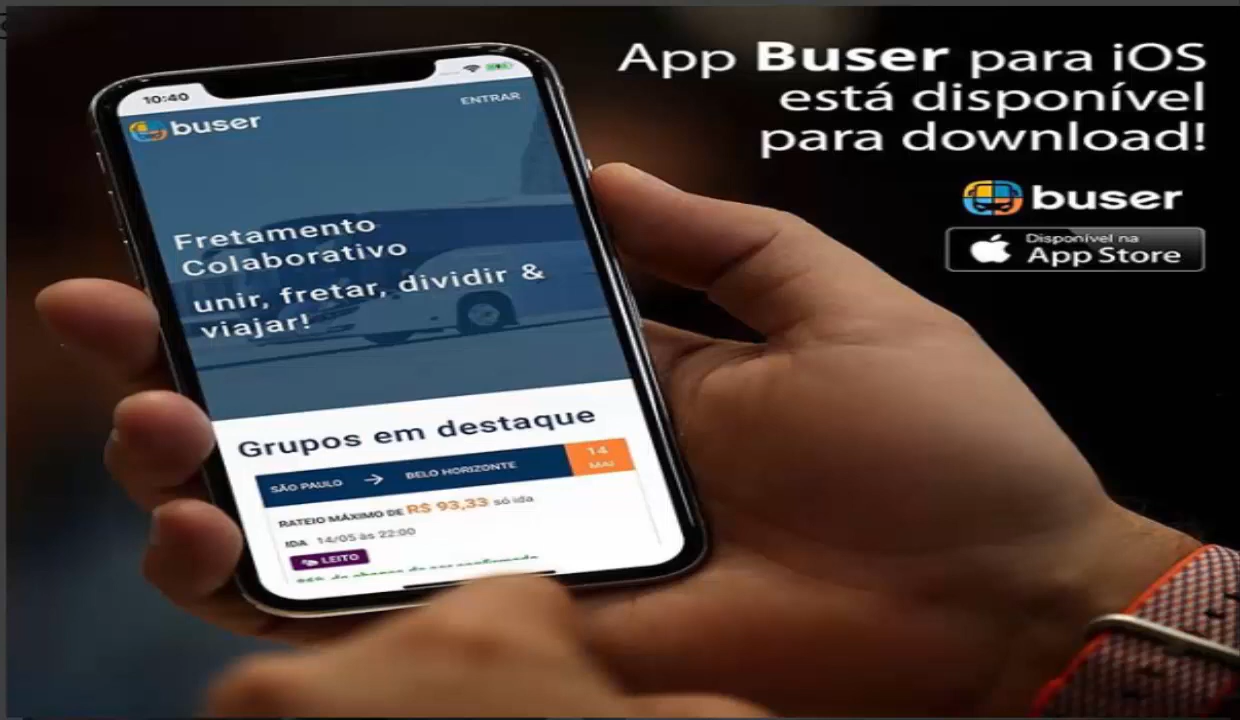 App Buser para iOS
está disponível
para download!
buser
Disponível na
App Store
10:40
ENTRAR
buser
Fretamento
Colaborativo
unir, fretar, dividir &
viajar!
Grupos em destaque
SÃO PAULO → BELO HORIZONTE
14
MAI
RATEIO MÁXIMO DE R$ 93,33 só ida
IDA 14/05 às 22:00
LEITO